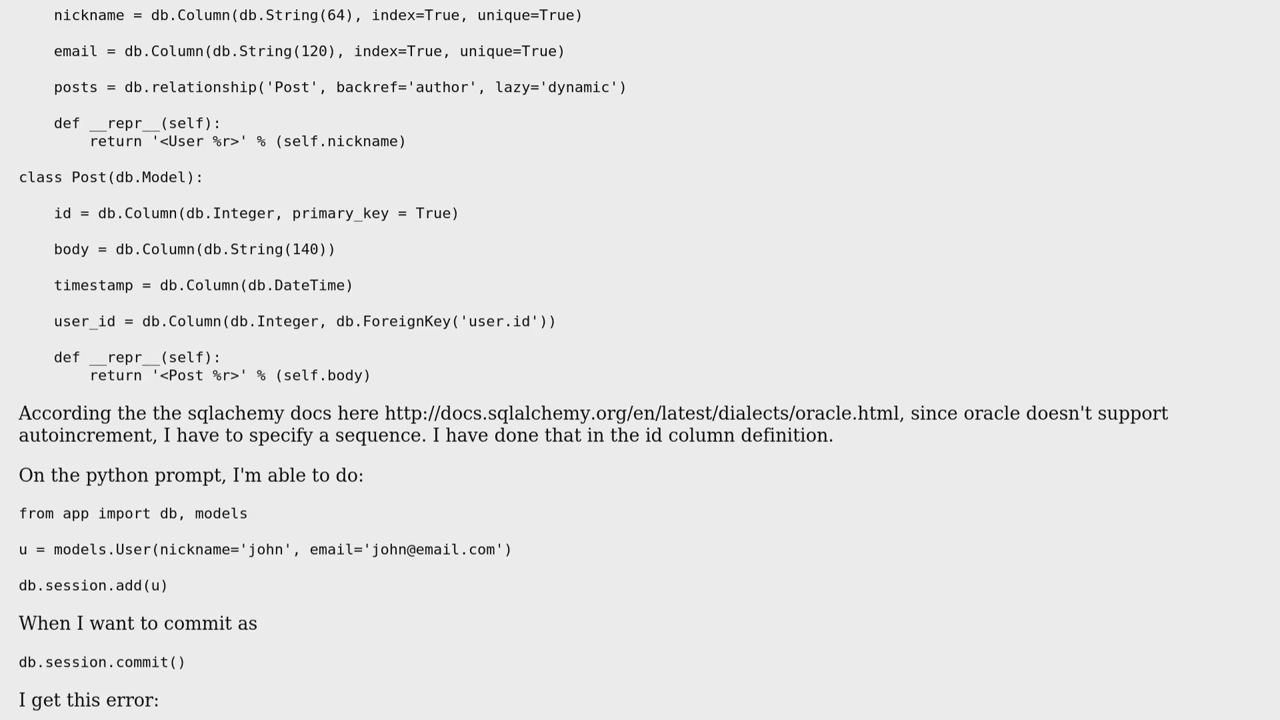 nickname = db.Column(db.String(64), index=True, unique=True)
    email = db.Column(db.String(120), index=True, unique=True)
    posts = db.relationship('Post', backref='author', lazy='dynamic')
    def __repr__(self):
        return '<User %r>' % (self.nickname)
class Post(db.Model):
    id = db.Column(db.Integer, primary_key = True)
    body = db.Column(db.String(140))
    timestamp = db.Column(db.DateTime)
    user_id = db.Column(db.Integer, db.ForeignKey('user.id'))
    def __repr__(self):
        return '<Post %r>' % (self.body)
According the the sqlachemy docs here http://docs.sqlalchemy.org/en/latest/dialects/oracle.html, since oracle doesn't support
autoincrement, I have to specify a sequence. I have done that in the id column definition.
On the python prompt, I'm able to do:
from app import db, models
u = models.User(nickname='john', email='john@email.com')
db.session.add(u)
When I want to commit as
db.session.commit()
I get this error: